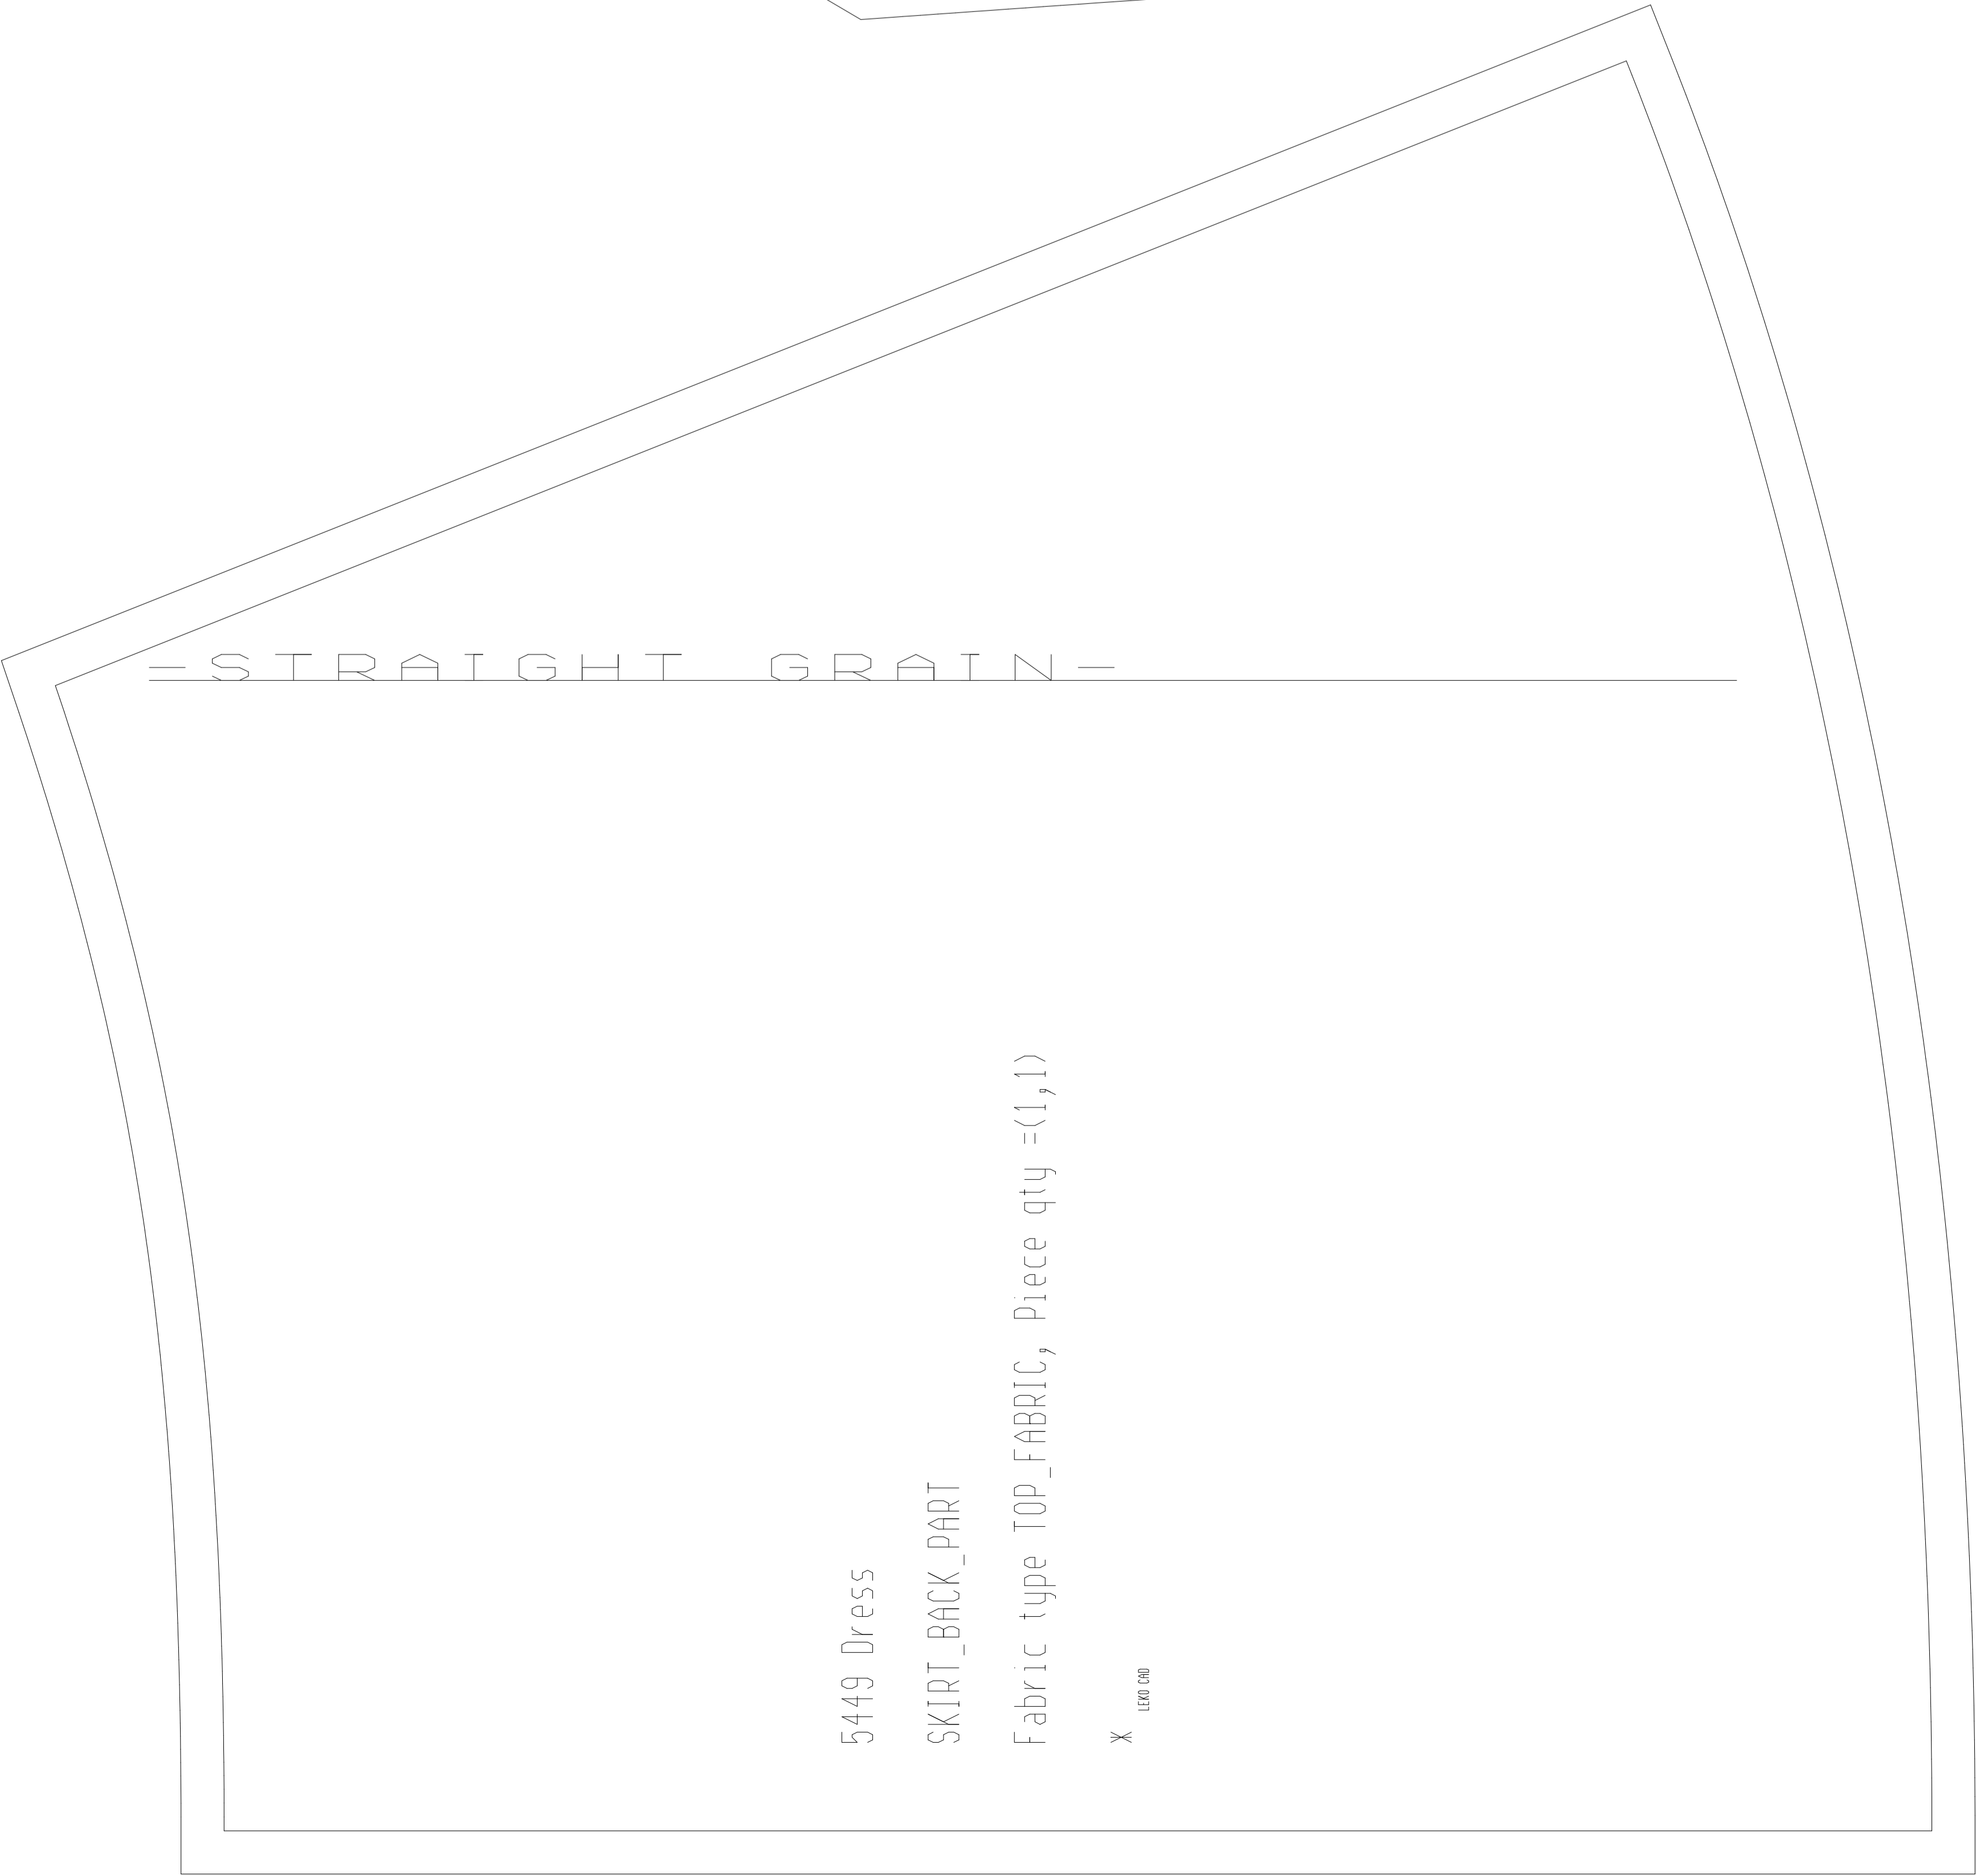 -STRAIGHT GRAIN-
5449 Dress
SKIRT_BACK_PART
Fabric type TOP_FABRIC, Piece qty =(1,1)
*
LEKO CAD